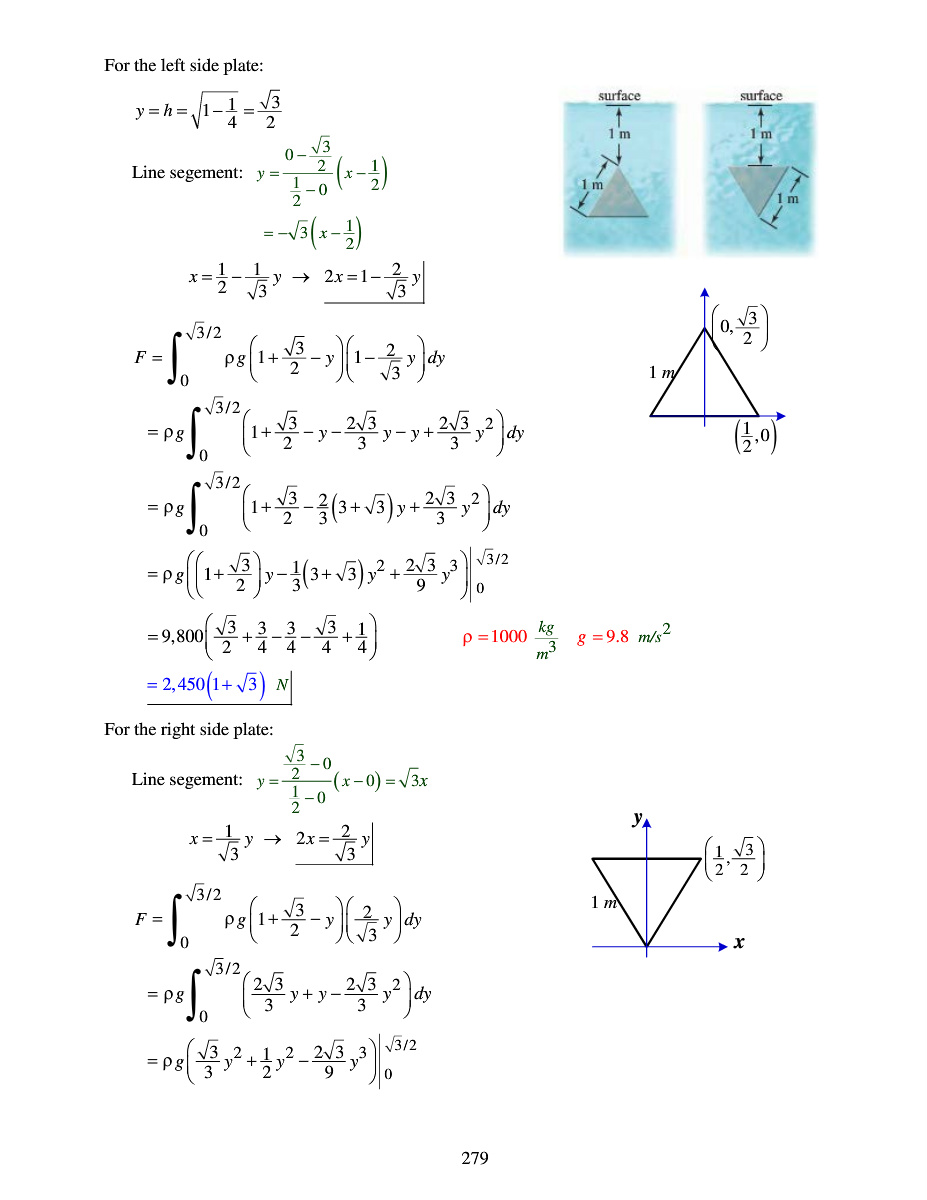 For the left side plate:
y = h = √(1 − 1/4) = √3/2
Line segement: y = (0 − √3/2)/(1/2 − 0) (x − 1/2)
= −√3 (x − 1/2)
x = 1/2 − 1/√3 y → 2x = 1 − 2/√3 y
F = ∫₀^(√3/2) ρg (1 + √3/2 − y)(1 − 2/√3 y) dy
= ρg ∫₀^(√3/2) (1 + √3/2 − y − 2√3/3 y − y + 2√3/3 y²) dy
= ρg ∫₀^(√3/2) (1 + √3/2 − 2/3 (3 + √3) y + 2√3/3 y²) dy
= ρg ((1 + √3/2) y − 1/3 (3 + √3) y² + 2√3/9 y³) |₀^(√3/2)
= 9,800 (√3/2 + 3/4 − 3/4 − √3/4 + 1/4) ρ = 1000 kg/m³ g = 9.8 m/s²
= 2,450 (1 + √3) N
surface
1 m
1 m
surface
1 m
1 m
(0, √3/2)
1 m
(1/2, 0)
For the right side plate:
Line segement: y = (√3/2 − 0)/(1/2 − 0) (x − 0) = √3x
x = 1/√3 y → 2x = 2/√3 y
F = ∫₀^(√3/2) ρg (1 + √3/2 − y)(2/√3 y) dy
= ρg ∫₀^(√3/2) (2√3/3 y + y − 2√3/3 y²) dy
= ρg (√3/3 y² + 1/2 y² − 2√3/9 y³) |₀^(√3/2)
y
(1/2, √3/2)
1 m
x
279